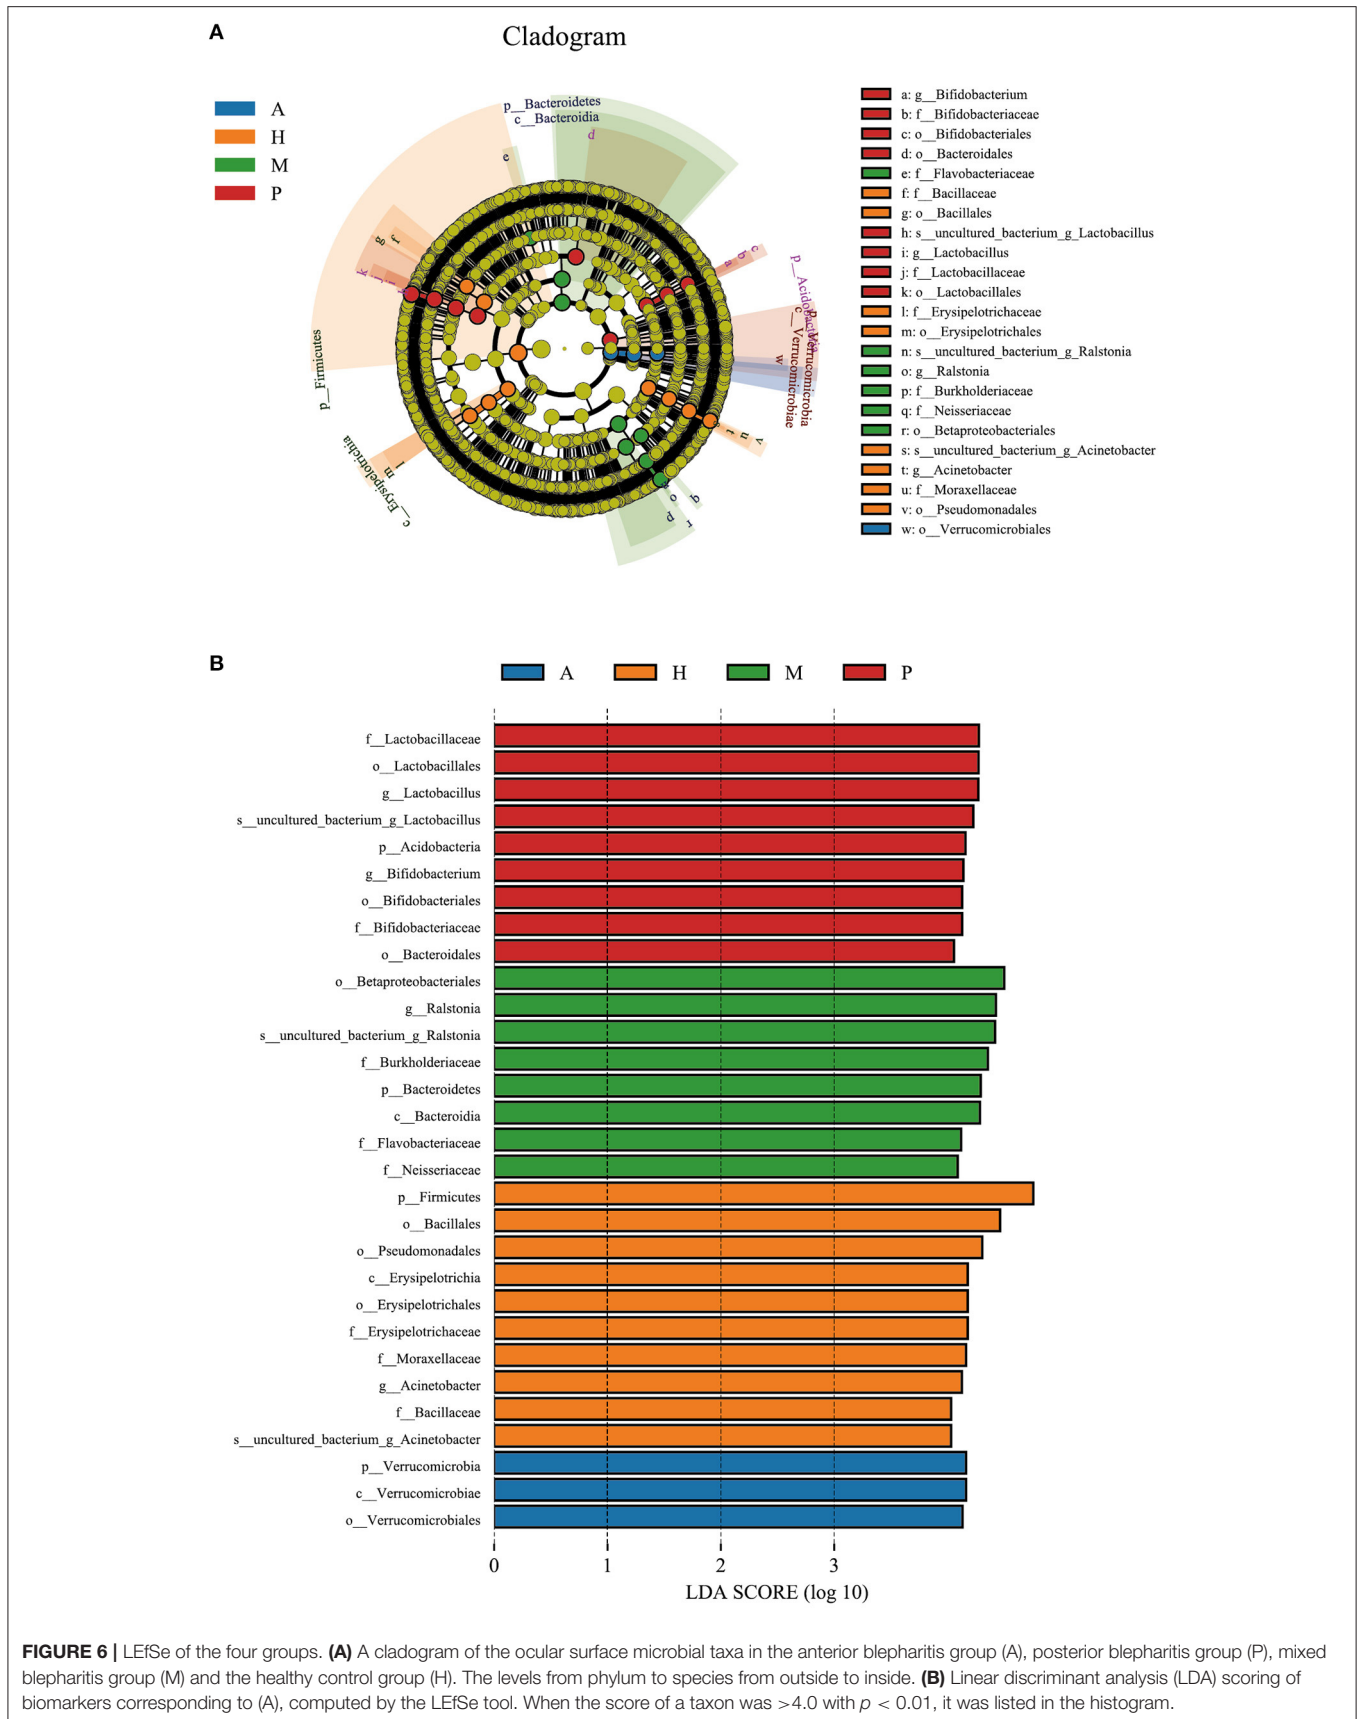 A
Cladogram
A
H
M
P
p__Bacteroidetes
c__Bacteroidia
d
e
f
g
k
j
i
c
b
a
p__Acidobacteria
p__Verrucomicrobia
c__Verrucomicrobiae
w
p__Firmicutes
c__Erysipelotrichia
m
l
v
u
t
s
o
q
p
r
a: g__Bifidobacterium
b: f__Bifidobacteriaceae
c: o__Bifidobacteriales
d: o__Bacteroidales
e: f__Flavobacteriaceae
f: f__Bacillaceae
g: o__Bacillales
h: s_uncultured_bacterium_g_Lactobacillus
i: g__Lactobacillus
j: f__Lactobacillaceae
k: o__Lactobacillales
l: f__Erysipelotrichaceae
m: o__Erysipelotrichales
n: s_uncultured_bacterium_g_Ralstonia
o: g__Ralstonia
p: f__Burkholderiaceae
q: f__Neisseriaceae
r: o__Betaproteobacteriales
s: s_uncultured_bacterium_g_Acinetobacter
t: g__Acinetobacter
u: f__Moraxellaceae
v: o__Pseudomonadales
w: o__Verrucomicrobiales
B
A H M P
f__Lactobacillaceae
o__Lactobacillales
g__Lactobacillus
s__uncultured_bacterium_g_Lactobacillus
p__Acidobacteria
g__Bifidobacterium
o__Bifidobacteriales
f__Bifidobacteriaceae
o__Bacteroidales
o__Betaproteobacteriales
g__Ralstonia
s__uncultured_bacterium_g_Ralstonia
f__Burkholderiaceae
p__Bacteroidetes
c__Bacteroidia
f__Flavobacteriaceae
f__Neisseriaceae
p__Firmicutes
o__Bacillales
o__Pseudomonadales
c__Erysipelotrichia
o__Erysipelotrichales
f__Erysipelotrichaceae
f__Moraxellaceae
g__Acinetobacter
f__Bacillaceae
s__uncultured_bacterium_g_Acinetobacter
p__Verrucomicrobia
c__Verrucomicrobiae
o__Verrucomicrobiales
0 1 2 3
LDA SCORE (log 10)
FIGURE 6 | LEfSe of the four groups. (A) A cladogram of the ocular surface microbial taxa in the anterior blepharitis group (A), posterior blepharitis group (P), mixed
blepharitis group (M) and the healthy control group (H). The levels from phylum to species from outside to inside. (B) Linear discriminant analysis (LDA) scoring of
biomarkers corresponding to (A), computed by the LEfSe tool. When the score of a taxon was >4.0 with p < 0.01, it was listed in the histogram.